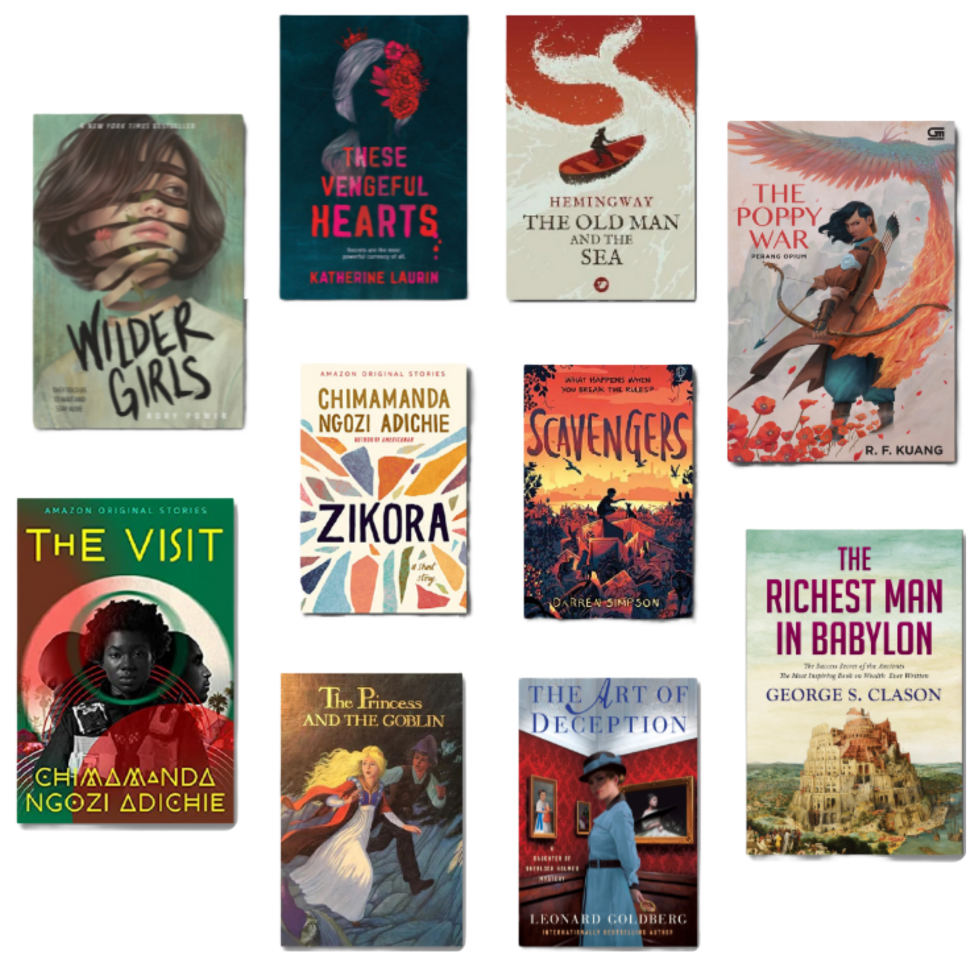 THESE
VENGEFUL
HEARTS
Secrets are the most
powerful currency of all.
KATHERINE LAURIN
HEMINGWAY
THE OLD MAN
AND THE
SEA
A NEW YORK TIMES BESTSELLER
WILDER
GIRLS
RORY POWER
GM
THE
POPPY
WAR
PERANG OPIUM
R. F. KUANG
AMAZON ORIGINAL STORIES
CHIMAMANDA
NGOZI ADICHIE
AUTHOR OF AMERICANAH
ZIKORA
a short
story
WHAT HAPPENS WHEN
YOU BREAK THE RULES?
SCAVENGERS
DARREN SIMPSON
AMAZON ORIGINAL STORIES
THE VISIT
CHIMAMANDA
NGOZI ADICHIE
THE
RICHEST MAN
IN BABYLON
The Success Secret of the Ancients
The Most Inspiring Book on Wealth Ever Written
GEORGE S. CLASON
The Princess
AND THE GOBLIN
THE ART OF
DECEPTION
A
DAUGHTER OF
SHERLOCK HOLMES
MYSTERY
LEONARD GOLDBERG
INTERNATIONALLY BESTSELLING AUTHOR